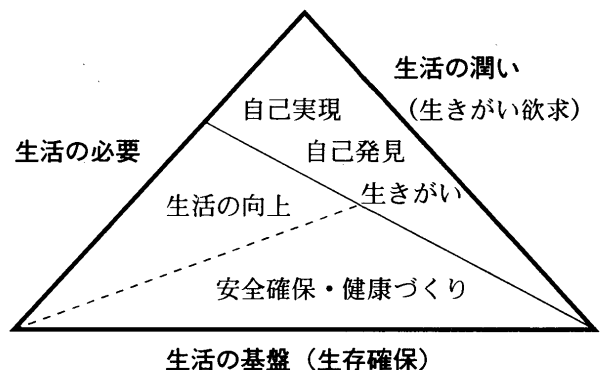 生活の潤い
（生きがい欲求）
自己実現
自己発見
生活の必要
生きがい
生活の向上
安全確保・健康づくり
生活の基盤（生存確保）